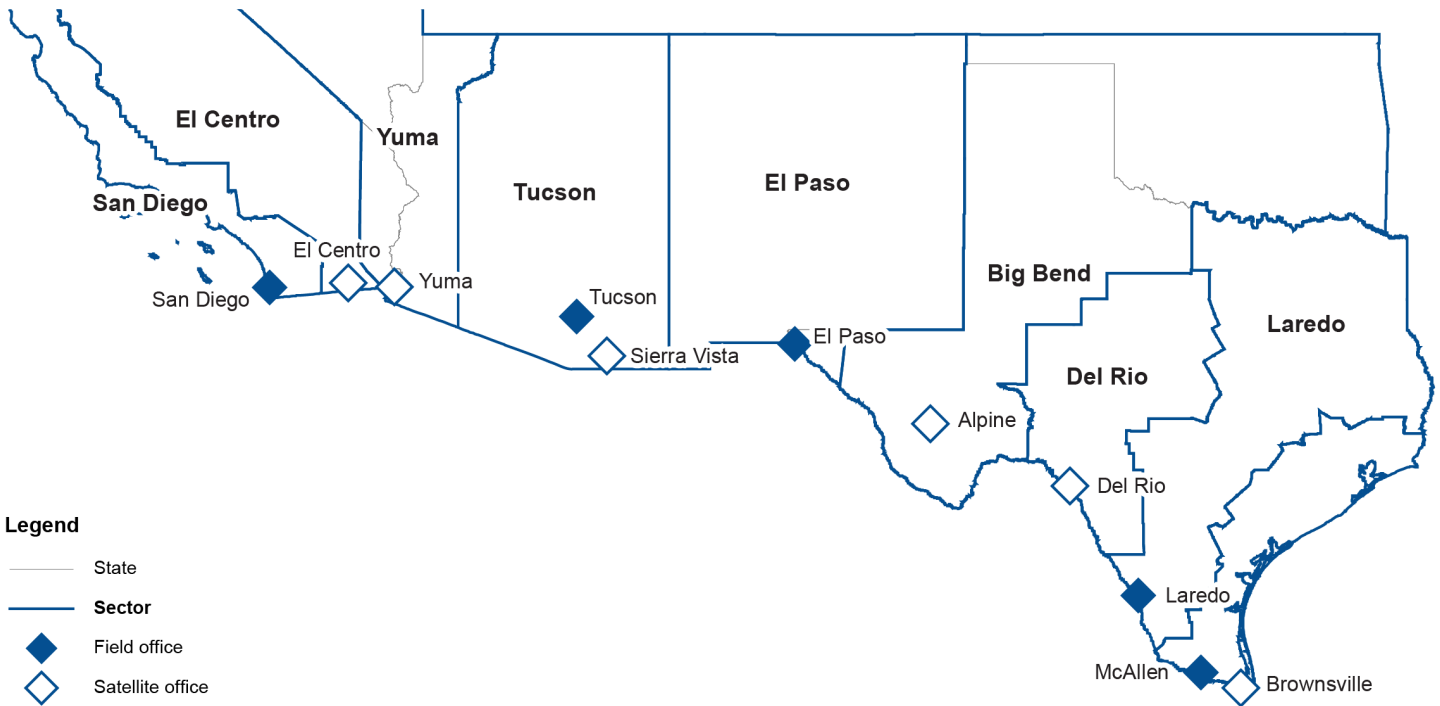 El Centro
Yuma
El Paso
Tucson
San Diego
El Centro
Big Bend
Yuma
San Diego
Tucson
Laredo
El Paso
Sierra Vista
Del Rio
Alpine
Del Rio
Legend
State
Laredo
Sector
Field office
McAllen
Brownsville
Satellite office